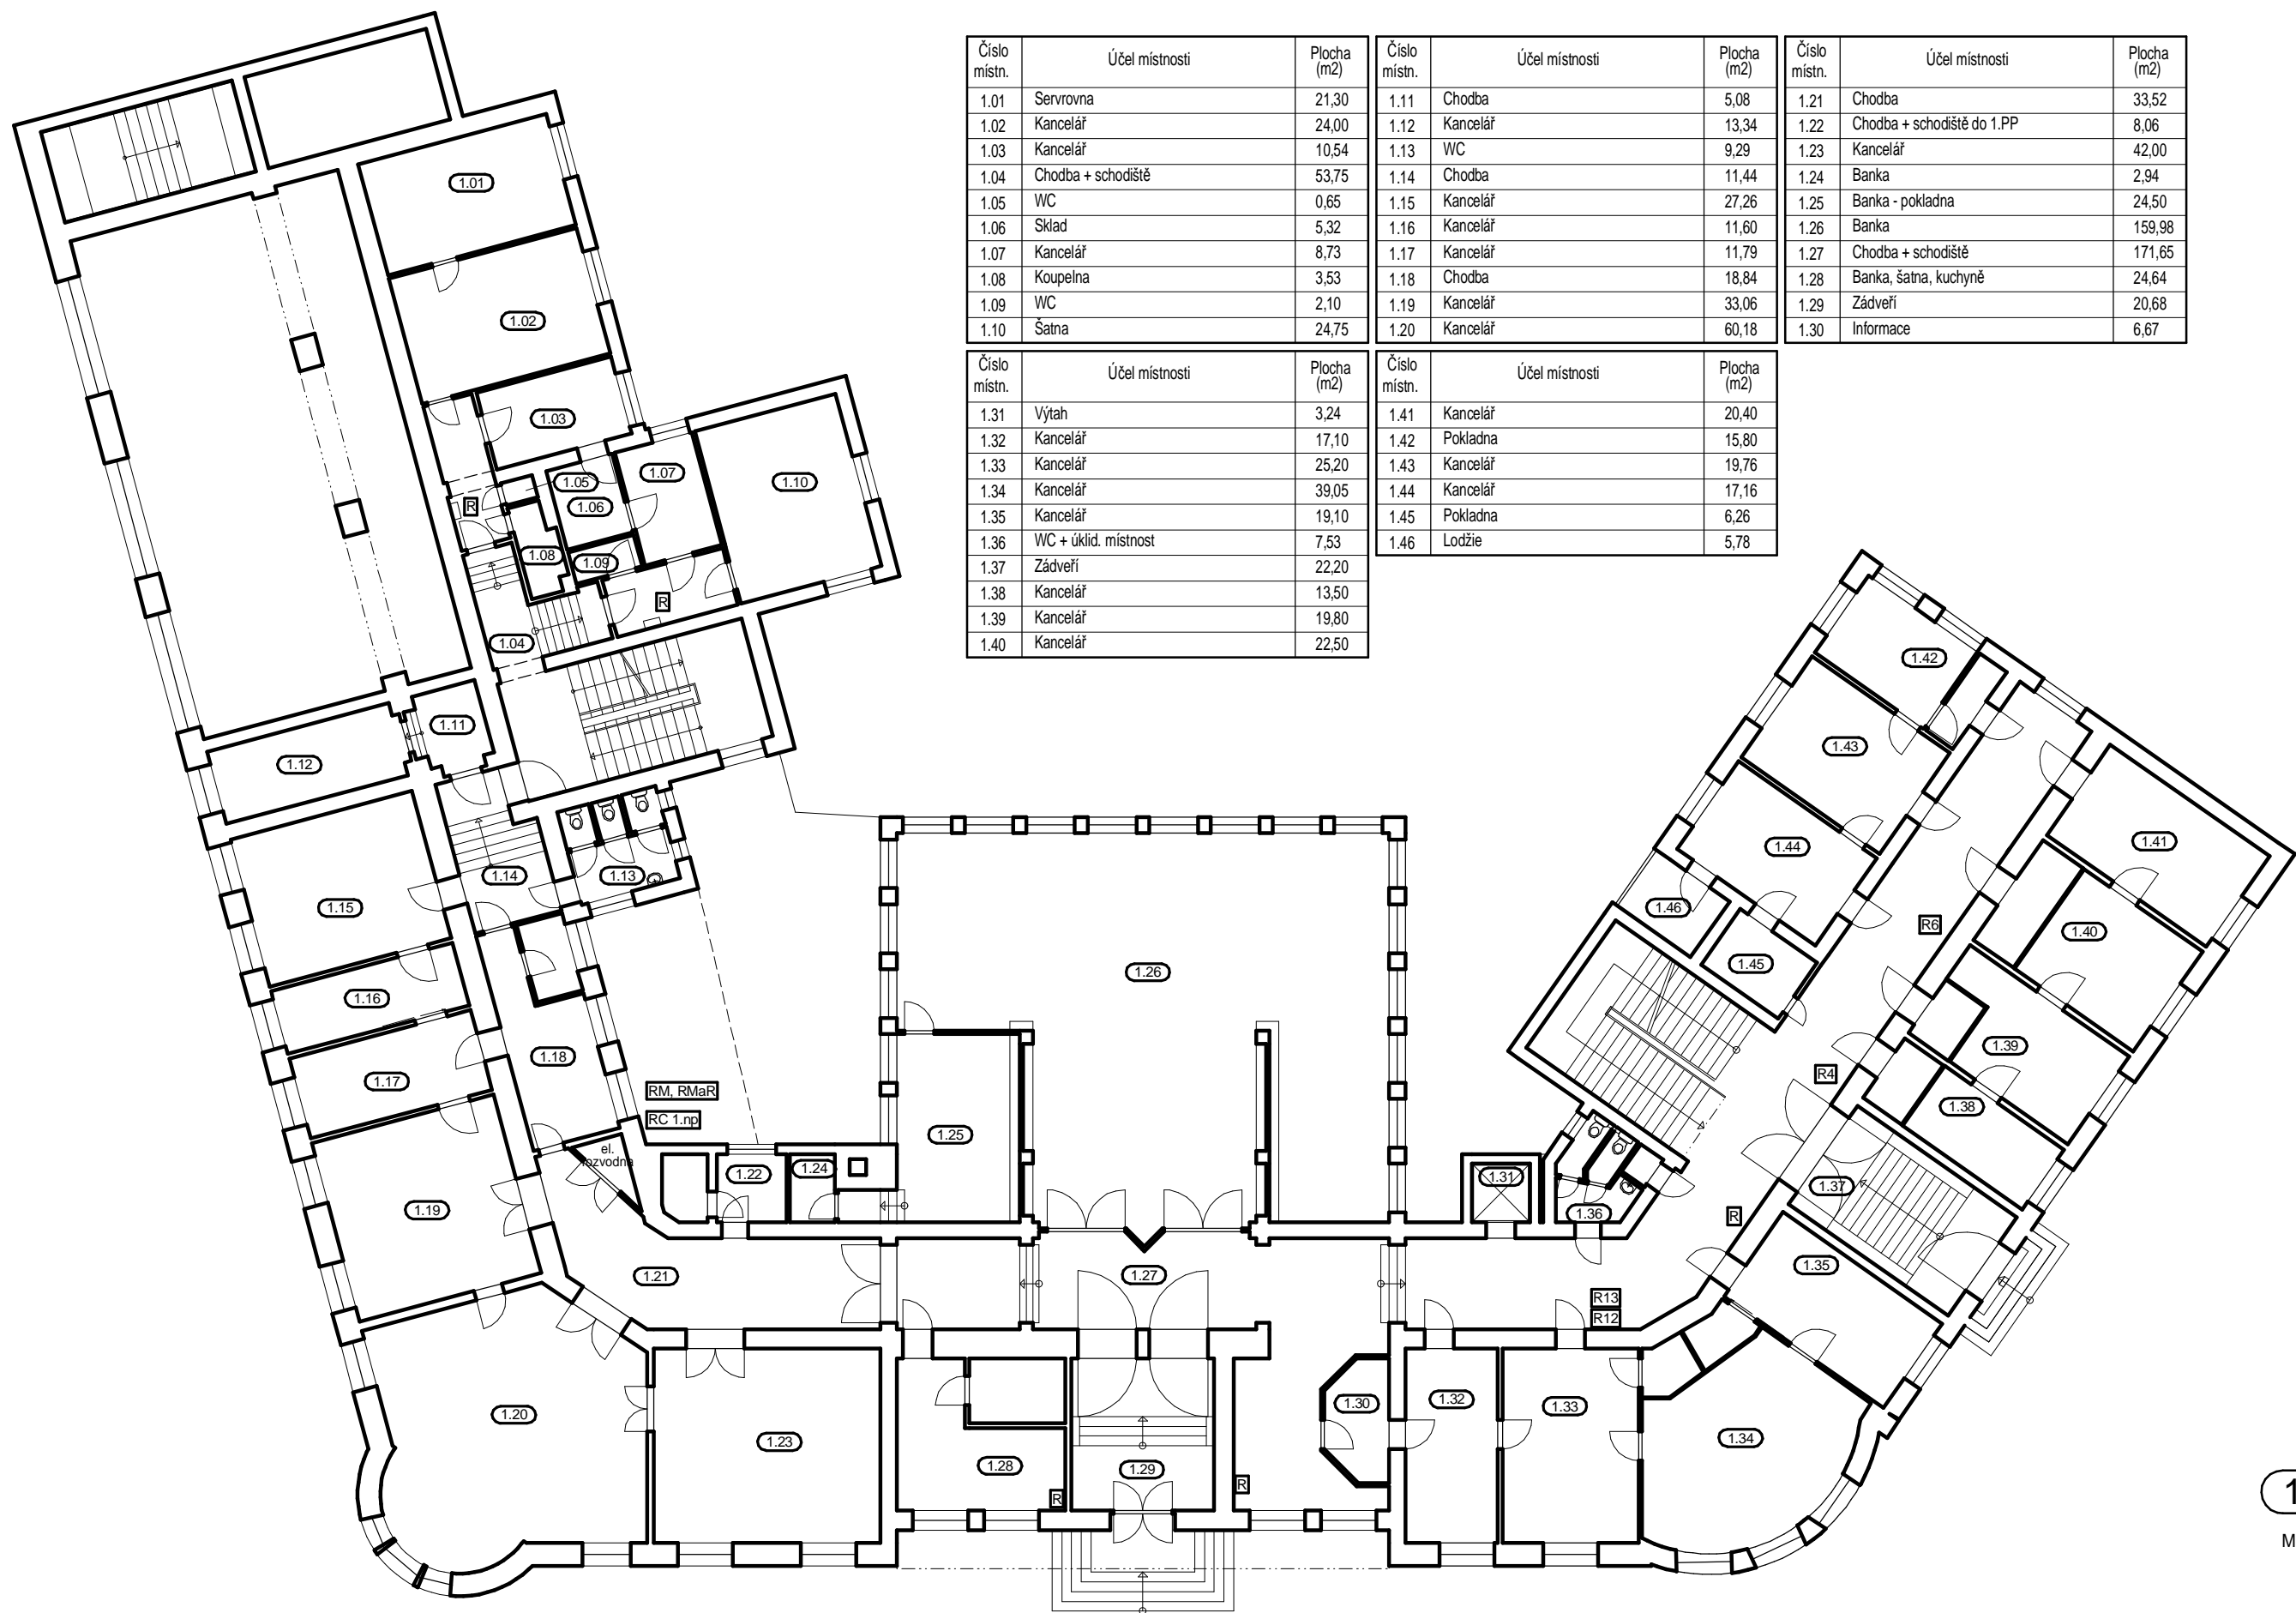 Číslo místn. Účel místnosti Plocha (m2)
1.01 Servrovna 21,30
1.02 Kancelář 24,00
1.03 Kancelář 10,54
1.04 Chodba + schodiště 53,75
1.05 WC 0,65
1.06 Sklad 5,32
1.07 Kancelář 8,73
1.08 Koupelna 3,53
1.09 WC 2,10
1.10 Šatna 24,75
Číslo místn. Účel místnosti Plocha (m2)
1.11 Chodba 5,08
1.12 Kancelář 13,34
1.13 WC 9,29
1.14 Chodba 11,44
1.15 Kancelář 27,26
1.16 Kancelář 11,60
1.17 Kancelář 11,79
1.18 Chodba 18,84
1.19 Kancelář 33,06
1.20 Kancelář 60,18
Číslo místn. Účel místnosti Plocha (m2)
1.21 Chodba 33,52
1.22 Chodba + schodiště do 1.PP 8,06
1.23 Kancelář 42,00
1.24 Banka 2,94
1.25 Banka - pokladna 24,50
1.26 Banka 159,98
1.27 Chodba + schodiště 171,65
1.28 Banka, šatna, kuchyně 24,64
1.29 Zádveří 20,68
1.30 Informace 6,67
Číslo místn. Účel místnosti Plocha (m2)
1.31 Výtah 3,24
1.32 Kancelář 17,10
1.33 Kancelář 25,20
1.34 Kancelář 39,05
1.35 Kancelář 19,10
1.36 WC + úklid. místnost 7,53
1.37 Zádveří 22,20
1.38 Kancelář 13,50
1.39 Kancelář 19,80
1.40 Kancelář 22,50
Číslo místn. Účel místnosti Plocha (m2)
1.41 Kancelář 20,40
1.42 Pokladna 15,80
1.43 Kancelář 19,76
1.44 Kancelář 17,16
1.45 Pokladna 6,26
1.46 Lodžie 5,78
1.01
1.02
1.03
1.07
1.05
1.10
R
1.06
1.08
1.09
R
1.04
1.11
1.12
1.14
1.13
1.15
1.16
1.18
1.17
RM, RMaR
RC 1.np
el.
rozvodna
1.22
1.24
1.19
1.21
1.20
1.23
1.26
1.25
1.27
1.28
R
1.29
R
1.30
1.32
1.33
1.34
1.31
1.36
R13
R12
1.35
R
1.37
1.38
R4
1.39
1.40
R6
1.41
1.42
1.43
1.44
1.46
1.45
1
M